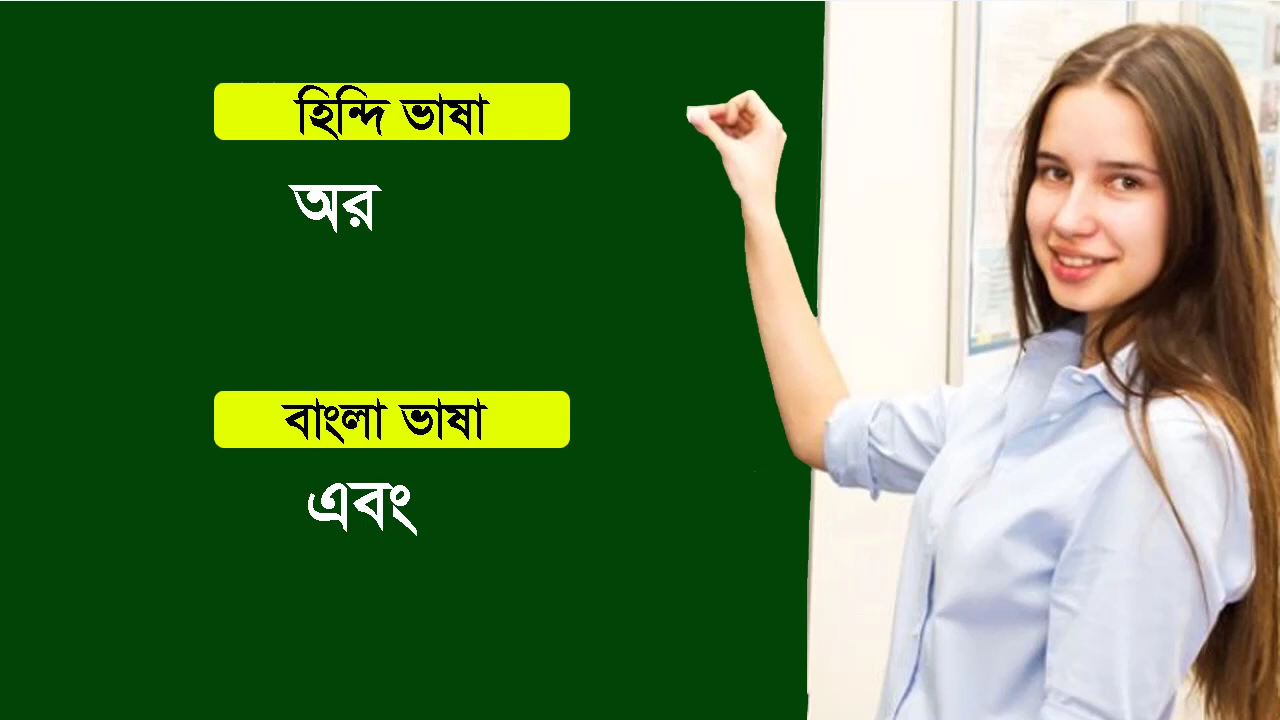 হিন্দি ভাষা
অর
বাংলা ভাষা
এবং